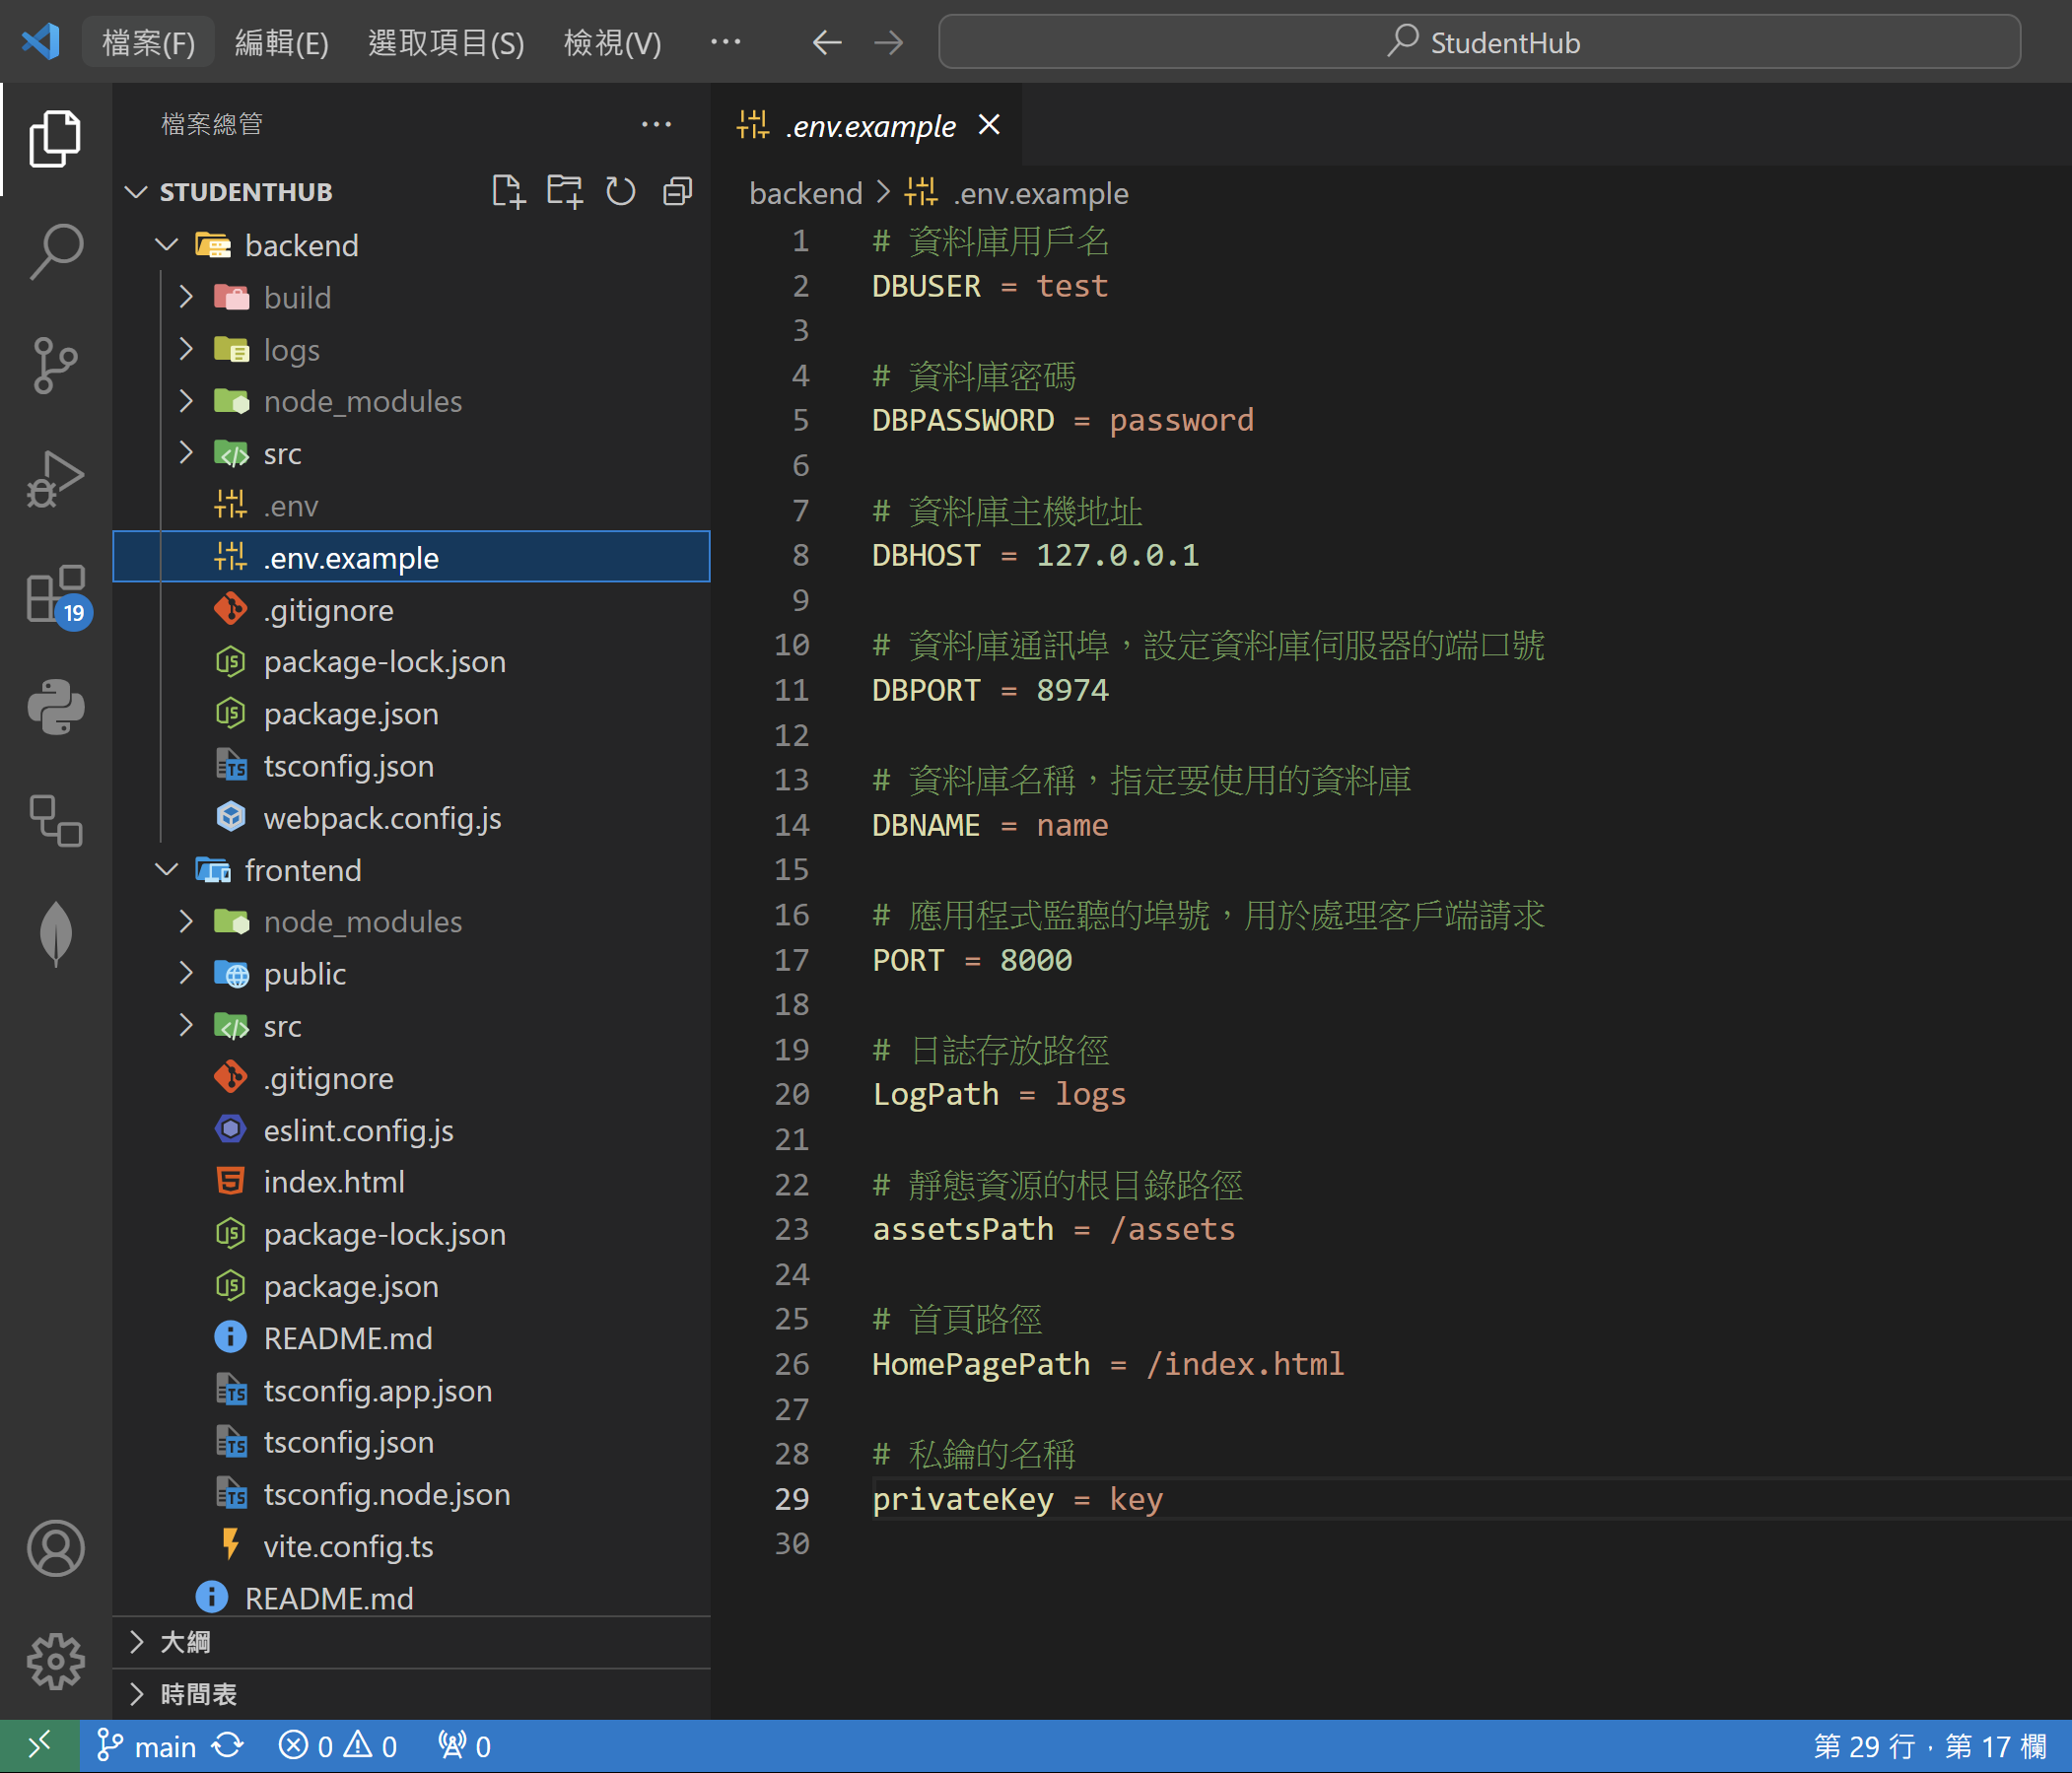 檔案(F) 編輯(E) 選取項目(S) 檢視(V) ··· StudentHub
檔案總管 ···
STUDENTHUB
backend
build
logs
node_modules
src
.env
.env.example
.gitignore
package-lock.json
package.json
tsconfig.json
webpack.config.js
frontend
node_modules
public
src
.gitignore
eslint.config.js
index.html
package-lock.json
package.json
README.md
tsconfig.app.json
tsconfig.json
tsconfig.node.json
vite.config.ts
README.md
大綱
時間表
19
.env.example
backend > .env.example
1 # 資料庫用戶名
2 DBUSER = test
3
4 # 資料庫密碼
5 DBPASSWORD = password
6
7 # 資料庫主機地址
8 DBHOST = 127.0.0.1
9
10 # 資料庫通訊埠，設定資料庫伺服器的端口號
11 DBPORT = 8974
12
13 # 資料庫名稱，指定要使用的資料庫
14 DBNAME = name
15
16 # 應用程式監聽的埠號，用於處理客戶端請求
17 PORT = 8000
18
19 # 日誌存放路徑
20 LogPath = logs
21
22 # 靜態資源的根目錄路徑
23 assetsPath = /assets
24
25 # 首頁路徑
26 HomePagePath = /index.html
27
28 # 私鑰的名稱
29 privateKey = key
30
main 0 0 0 第 29 行，第 17 欄